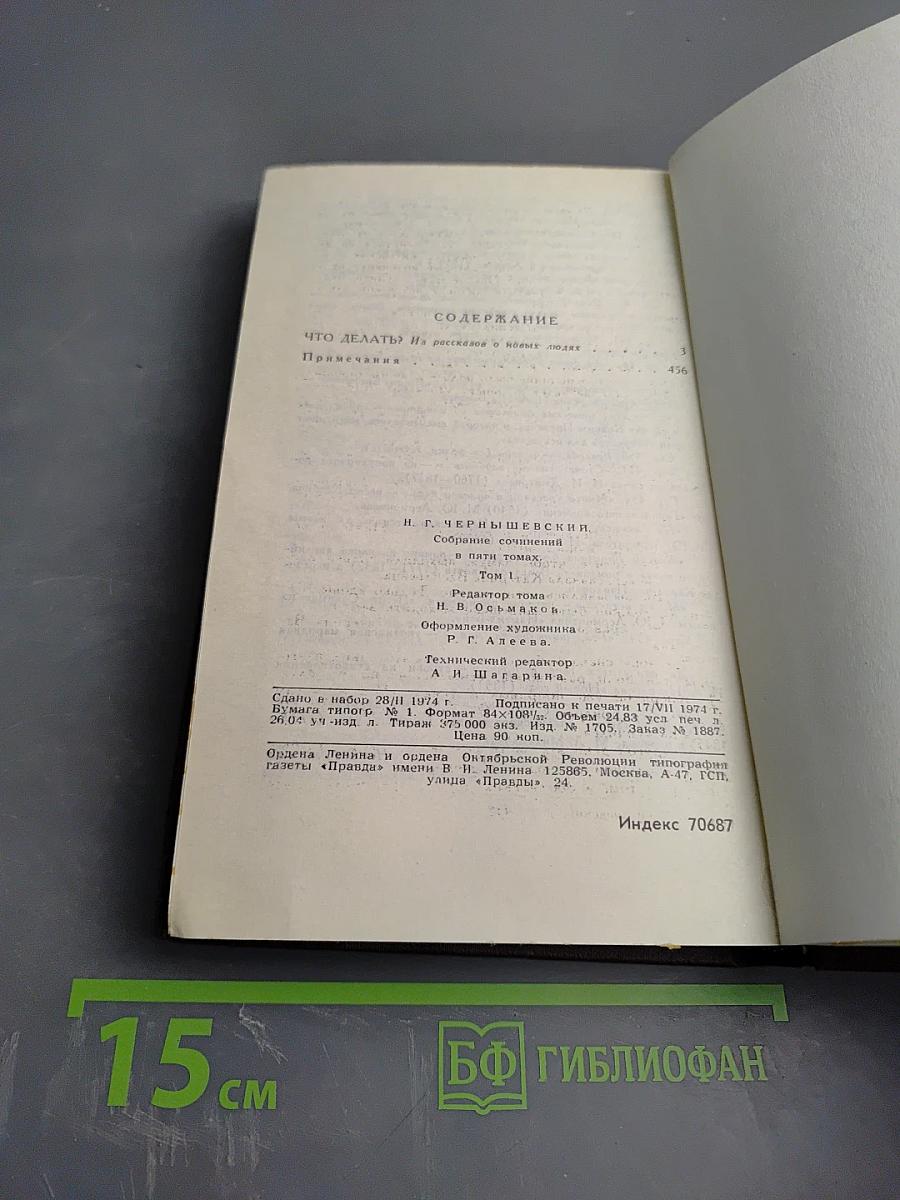 СОДЕРЖАНИЕ
ЧТО ДЕЛАТЬ? Из рассказов о новых людях . . . . . . 3
Примечания . . . . . . . . . . . . . . . . 456
Н. Г. ЧЕРНЫШЕВСКИЙ.
Собрание сочинений
в пяти томах.
Том I.
Редактор тома
Н. В. Осьмаков.
Оформление художника
Р. Г. Алеева.
Технический редактор
А. И. Шагарина.
Сдано в набор 28/II 1974 г. Подписано к печати 17/VII 1974 г.
Бумага типогр. № 1. Формат 84×108¹/₃₂. Объем 24,83 усл. печ. л.
26,04 уч.-изд. л. Тираж 375 000 экз. Изд. № 1705. Заказ № 1887.
Цена 90 коп.
Ордена Ленина и ордена Октябрьской Революции типография
газеты «Правда» имени В. И. Ленина. 125865, Москва, А-47, ГСП,
улица «Правды», 24.
Индекс 70687
15 см
БФ ГИБЛИОФАН